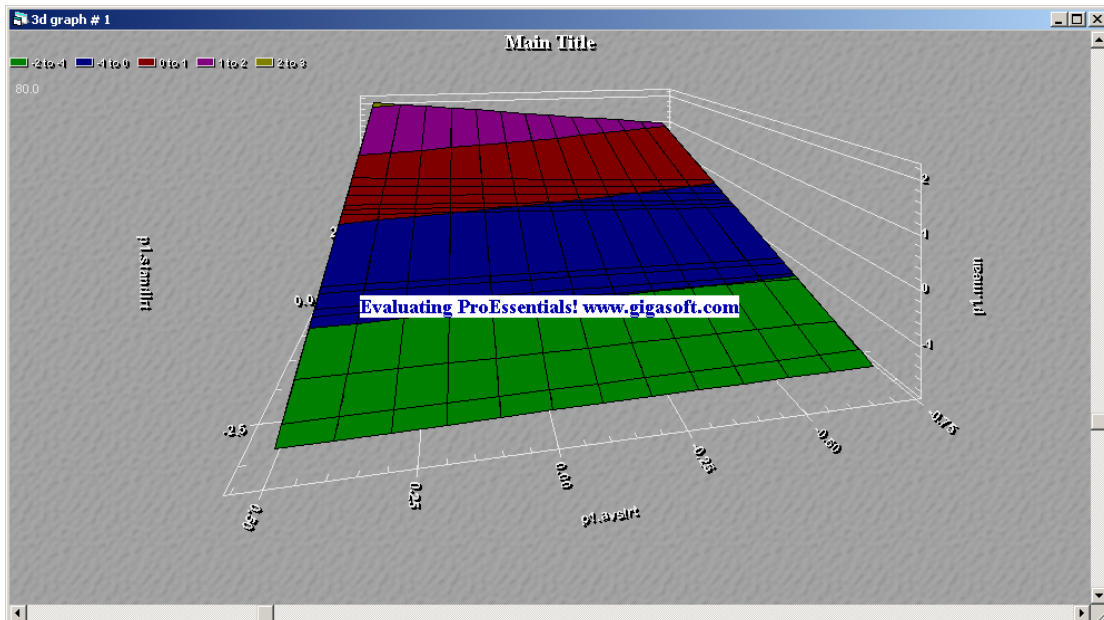 3d graph # 1
Main Title
-2 to -1 -1 to 0 0 to 1 1 to 2 2 to 3
80.0
2
2
p1.standlrt
1
p1.mean
0.0
0
Evaluating ProEssentials! www.gigasoft.com
-1
-2.5
-0.75
-0.50
-0.25
0.00
0.25
0.50
p1.avslrt